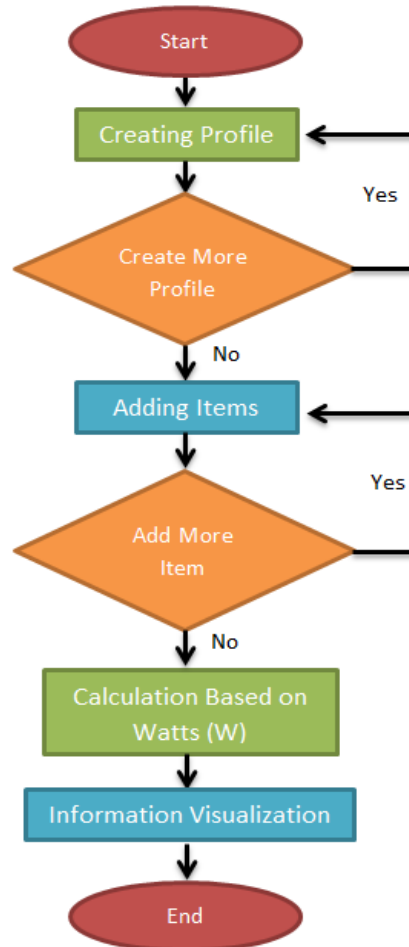 Start
Creating Profile
Yes
Create More
Profile
No
Adding Items
Yes
Add More
Item
No
Calculation Based on
Watts (W)
Information Visualization
End